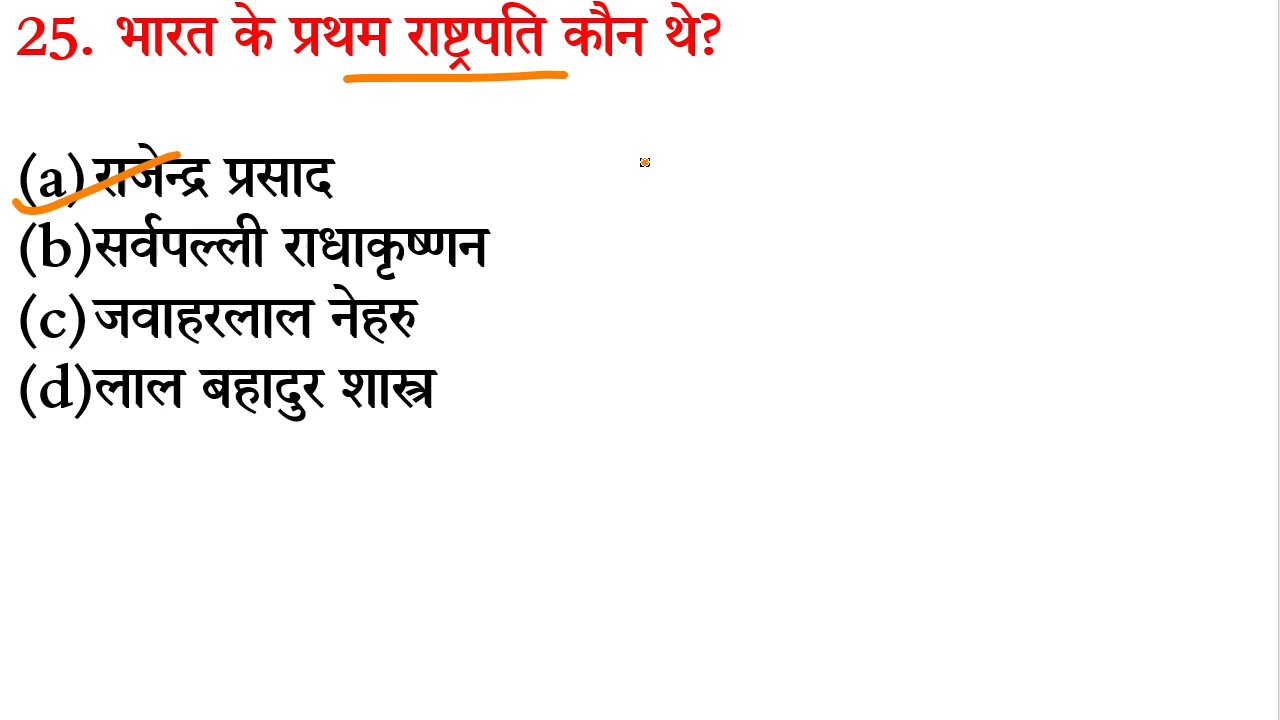 25. भारत के प्रथम राष्ट्रपति कौन थे?
(a) राजेन्द्र प्रसाद
(b) सर्वपल्ली राधाकृष्णन
(c) जवाहरलाल नेहरु
(d) लाल बहादुर शास्त्र